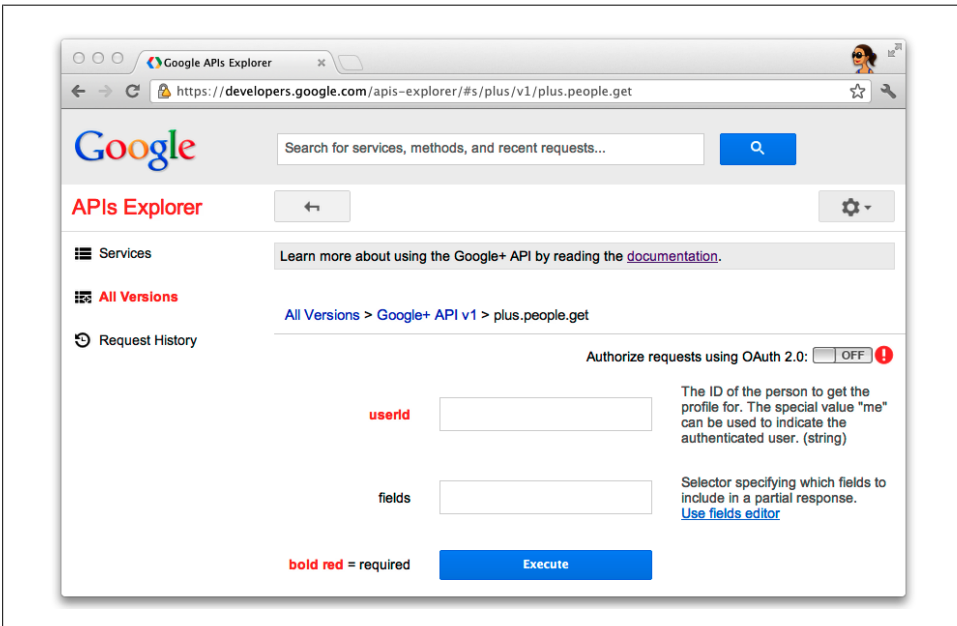 Google APIs Explorer
https://developers.google.com/apis-explorer/#s/plus/v1/plus.people.get
Google
Search for services, methods, and recent requests...
APIs Explorer
Services
All Versions
Request History
Learn more about using the Google+ API by reading the documentation.
All Versions > Google+ API v1 > plus.people.get
Authorize requests using OAuth 2.0:
OFF
userId
The ID of the person to get the
profile for. The special value "me"
can be used to indicate the
authenticated user. (string)
fields
Selector specifying which fields to
include in a partial response.
Use fields editor
bold red = required
Execute